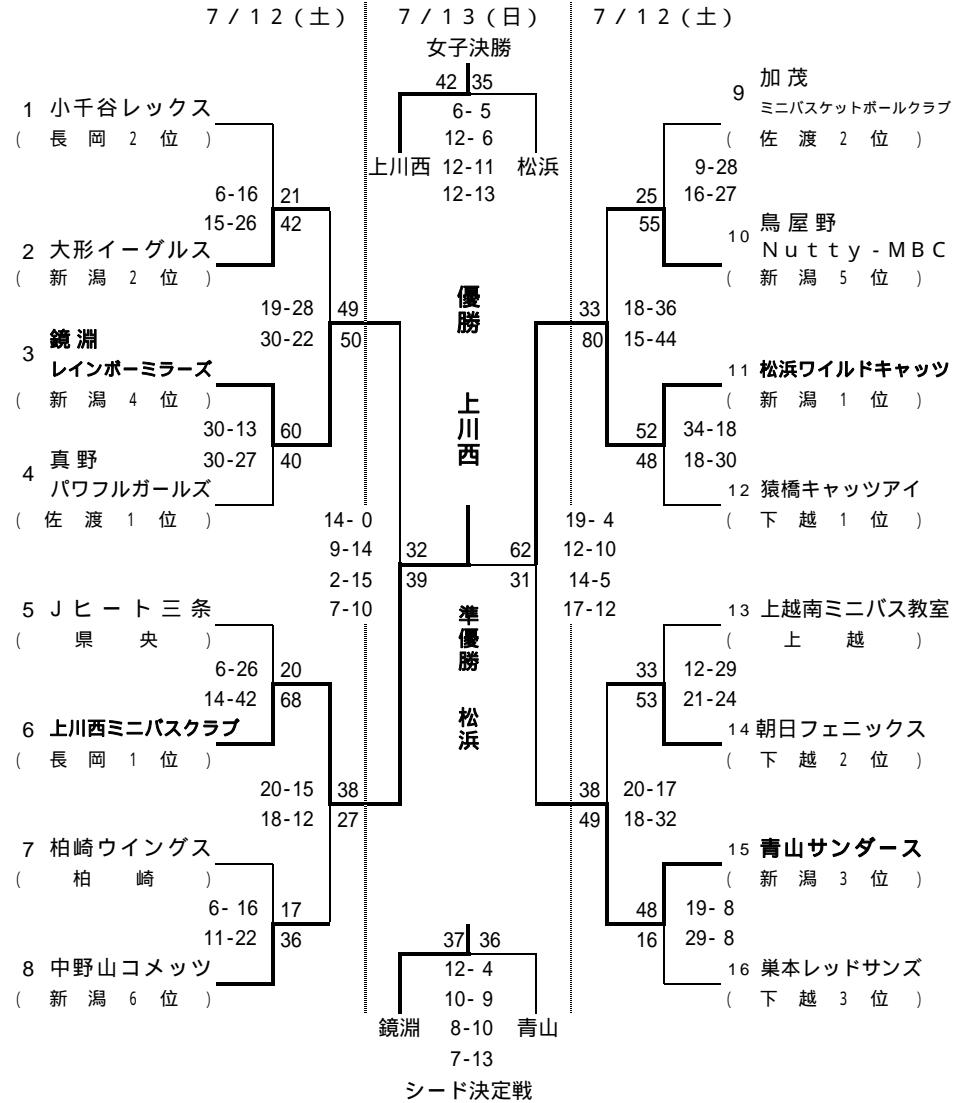 7/12(土) 7/13(日) 7/12(土)
女子決勝
42 35
6- 5
12- 6
上川西 12-11 松浜
12-13
1 小千谷レックス
( 長 岡 2 位 )
6-16 21
15-26 42
2 大形イーグルス
( 新 潟 2 位 )
19-28 49
30-22 50
3 鏡淵
レインボーミラーズ
( 新 潟 4 位 )
30-13 60
30-27 40
4 真野
パワフルガールズ
( 佐 渡 1 位 )
14- 0
9-14 32
2-15 39
7-10
5 Jヒート三条
( 県 央 )
6-26 20
14-42 68
6 上川西ミニバスクラブ
( 長 岡 1 位 )
20-15 38
18-12 27
7 柏崎ウイングス
( 柏 崎 )
6- 16 17
11-22 36
8 中野山コメッツ
( 新 潟 6 位 )
優勝 上川西
準優勝 松浜
9 加茂
ミニバスケットボールクラブ
( 佐 渡 2 位 )
9-28
25 16-27
55
10 鳥屋野
Nutty-MBC
( 新 潟 5 位 )
33 18-36
80 15-44
11 松浜ワイルドキャッツ
( 新 潟 1 位 )
52 34-18
48 18-30
12 猿橋キャッツアイ
( 下 越 1 位 )
19- 4
62 12-10
31 14-5
17-12
13 上越南ミニバス教室
( 上 越 )
33 12-29
53 21-24
14 朝日フェニックス
( 下 越 2 位 )
38 20-17
49 18-32
15 青山サンダース
( 新 潟 3 位 )
48 19- 8
16 29- 8
16 巣本レッドサンズ
( 下 越 3 位 )
37 36
12- 4
10- 9
鏡淵 8-10 青山
7-13
シード決定戦